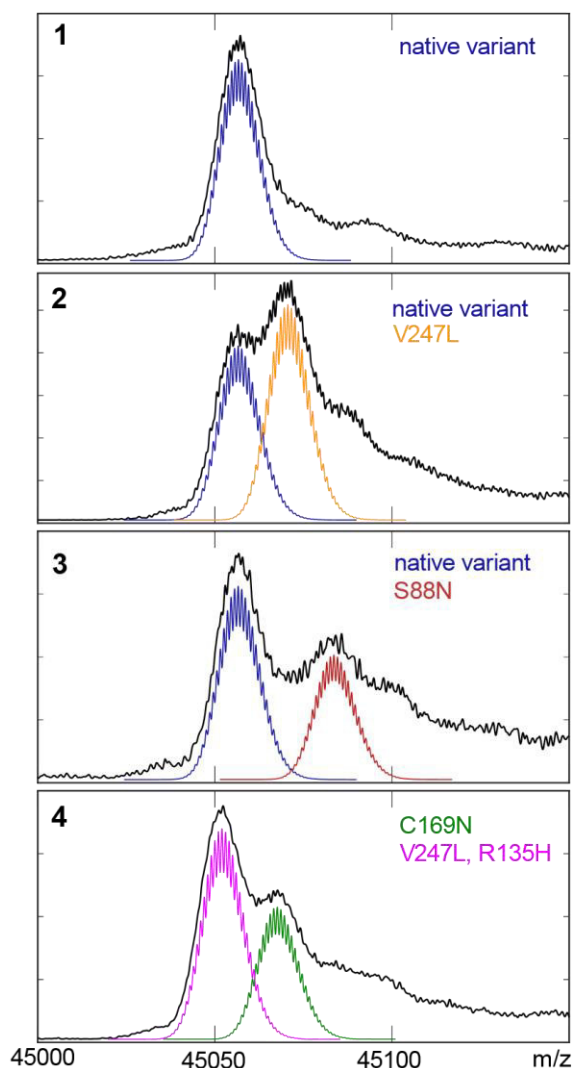 1
native variant
2
native variant
V247L
3
native variant
S88N
4
C169N
V247L, R135H
45000 45050 45100 m/z